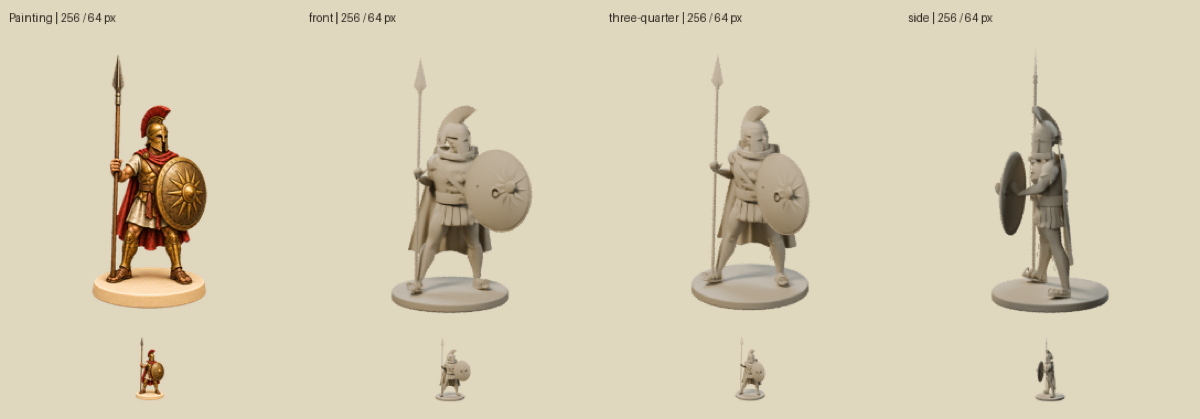 Painting | 256 / 64 px
front | 256 / 64 px
three-quarter | 256 / 64 px
side | 256 / 64 px